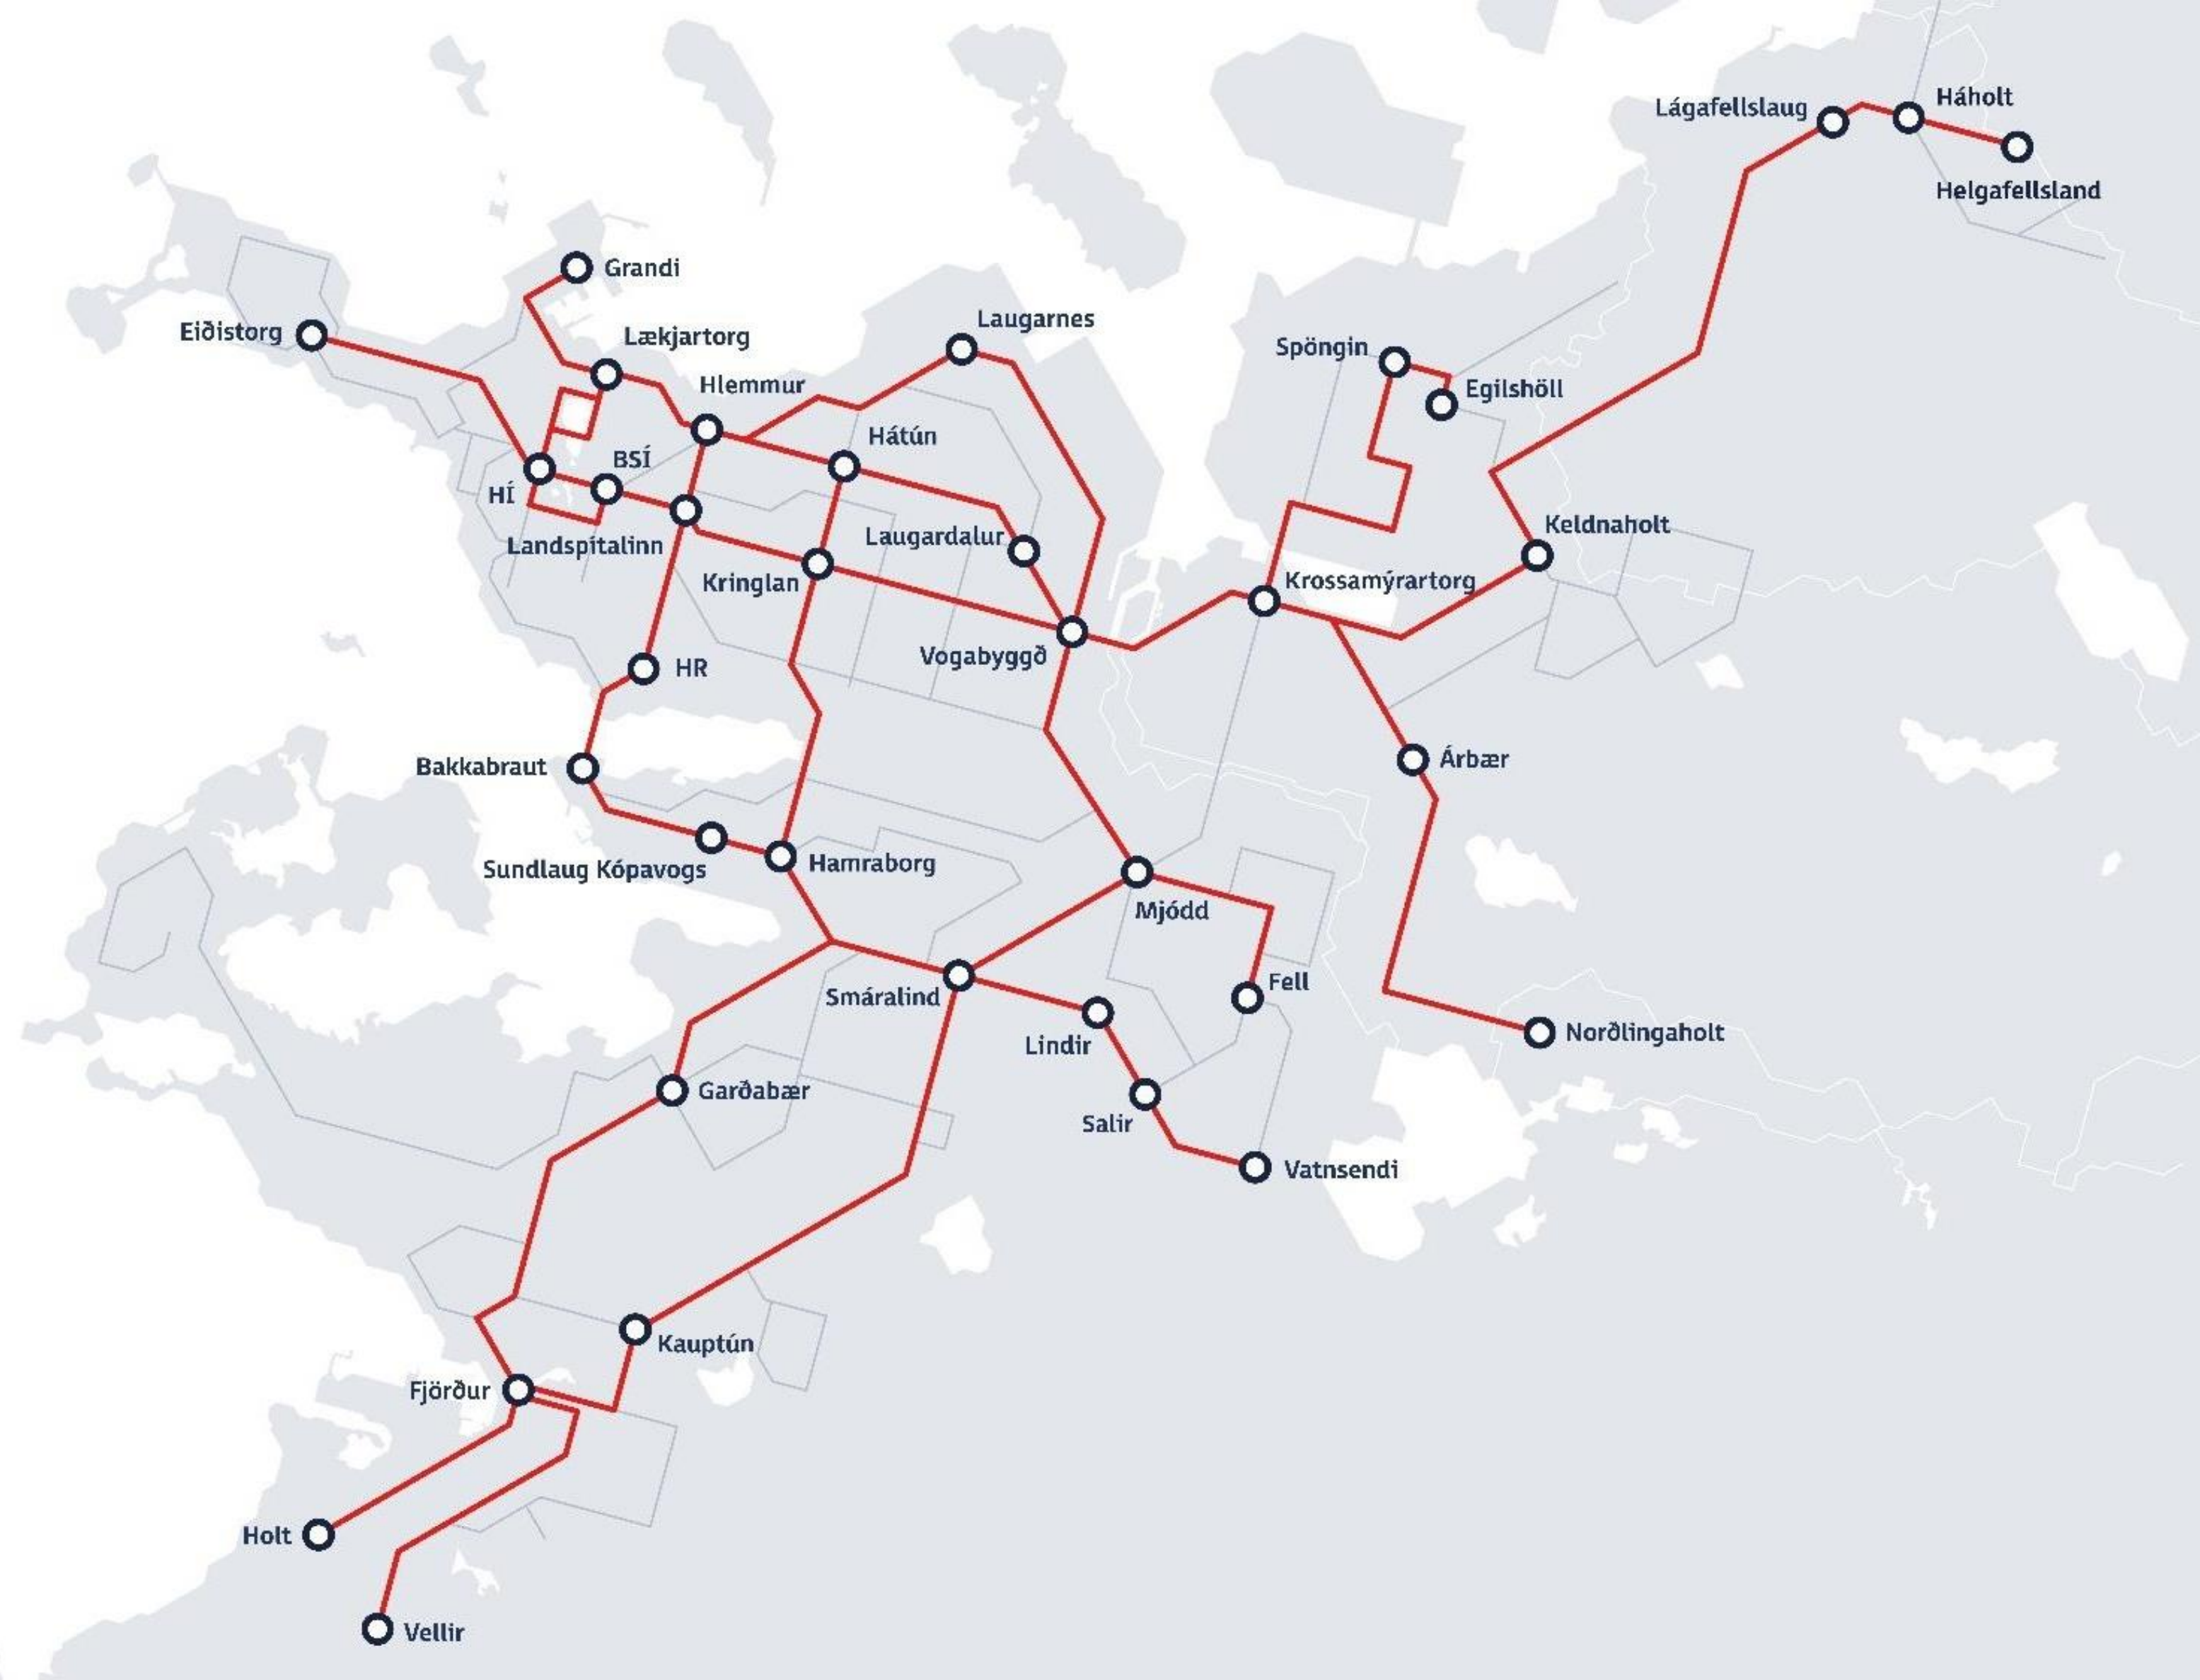 Háholt
Lágafellslaug
Helgafellsland
Grandi
Laugarnes
Eiðistorg
Lækjartorg
Spöngin
Hlemmur
Egilshöll
Hátún
BSÍ
HÍ
Keldnaholt
Laugardalur
Landspítalinn
Kringlan
Krossamýrartorg
Vogabyggð
HR
Árbær
Bakkabraut
Hamraborg
Sundlaug Kópavogs
Mjódd
Fell
Smáralind
Norðlingaholt
Lindir
Garðabær
Salir
Vatnsendi
Kauptún
Fjörður
Holt
Vellir